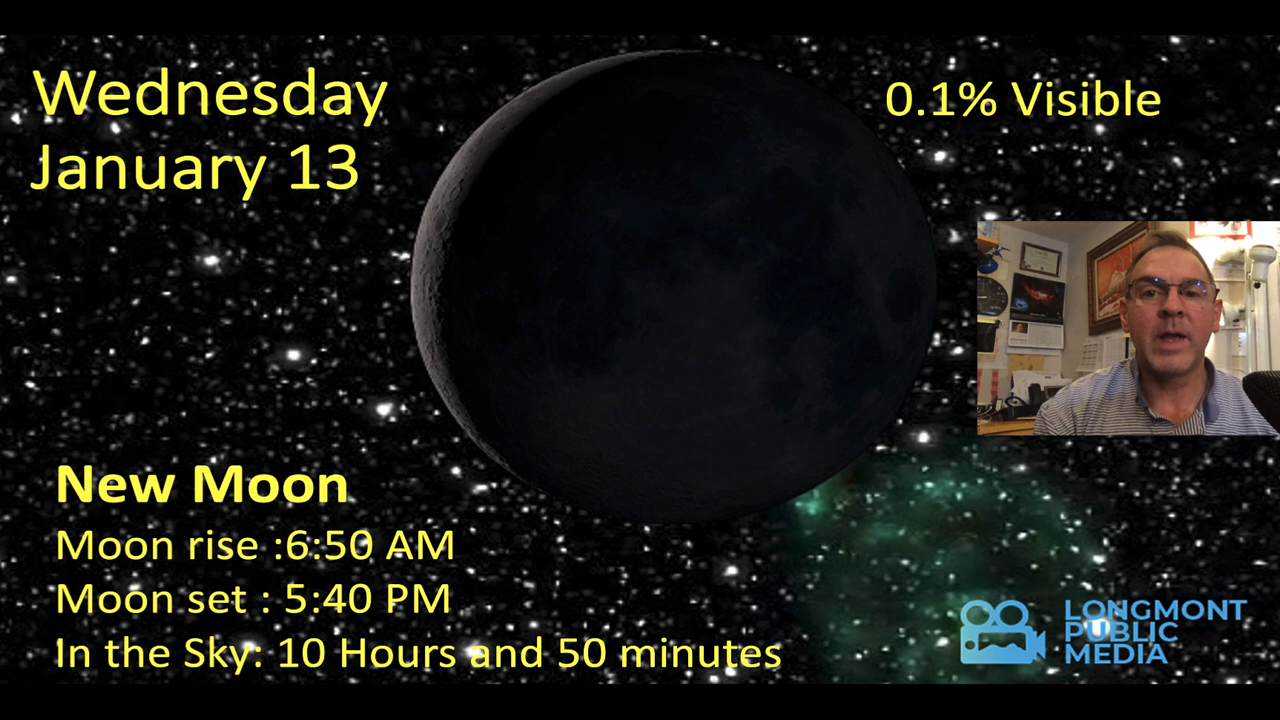 Wednesday
January 13
0.1% Visible
New Moon
Moon rise :6:50 AM
Moon set : 5:40 PM
In the Sky: 10 Hours and 50 minutes
LONGMONT
PUBLIC
MEDIA